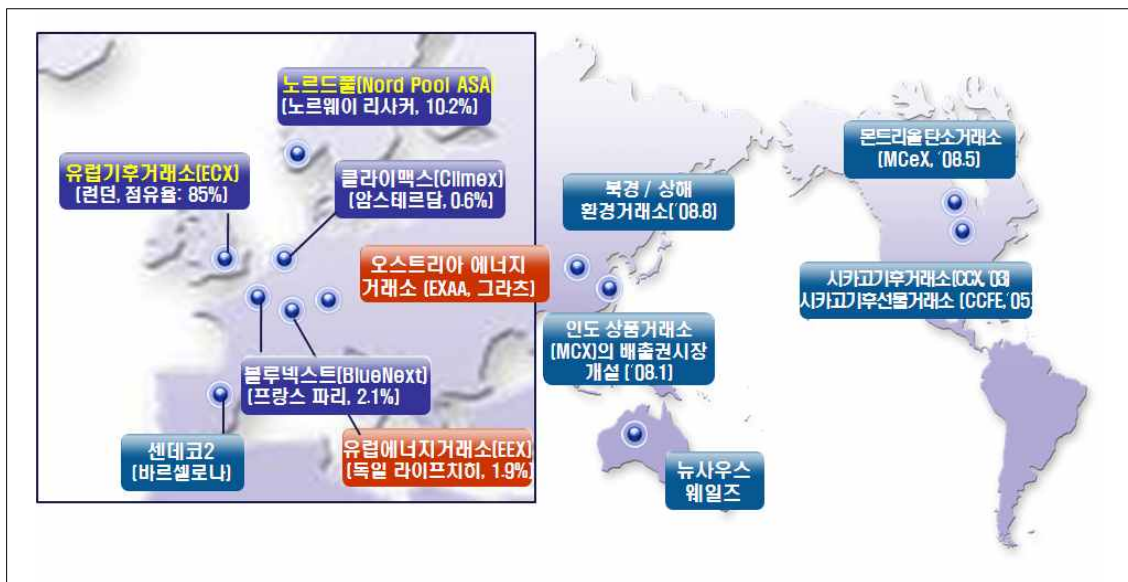 노르드풀(Nord Pool ASA)
(노르웨이 리사커, 10.2%)
유럽기후거래소(ECX)
(런던, 점유율: 85%)
클라이맥스(Climex)
(암스테르담, 0.6%)
오스트리아 에너지
거래소 (EXAA, 그라츠)
블루넥스트(BlueNext)
(프랑스 파리, 2.1%)
센데코2
(바르셀로나)
유럽에너지거래소(EEX)
(독일 라이프치히, 1.9%)
북경 / 상해
환경거래소(´08.8)
인도 상품거래소
(MCX)의 배출권시장
개설 (´08.1)
뉴사우스
웨일즈
몬트리올 탄소거래소
(MCeX, ´08.5)
시카고기후거래소(CCX, ´03)
시카고기후선물거래소 (CCFE, ´05)